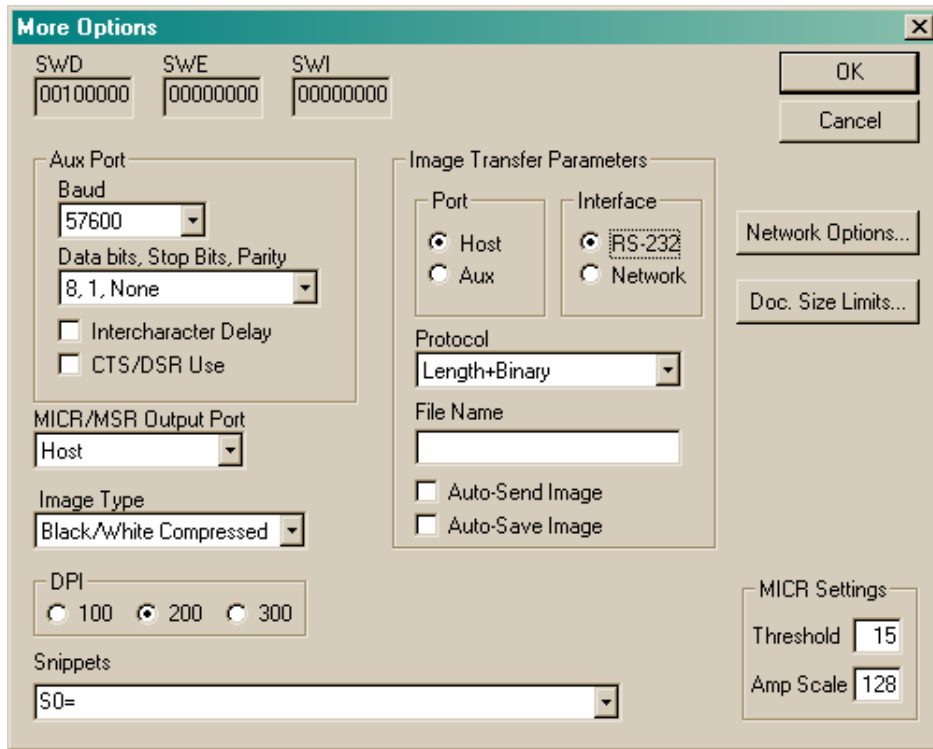 More Options
SWD SWE SWI
00100000 00000000 00000000
OK
Cancel
Aux Port
Baud
57600
Data bits, Stop Bits, Parity
8, 1, None
Intercharacter Delay
CTS/DSR Use
MICR/MSR Output Port
Host
Image Type
Black/White Compressed
DPI
100 200 300
Snippets
S0=
Image Transfer Parameters
Port
Host
Aux
Interface
RS-232
Network
Protocol
Length+Binary
File Name
Auto-Send Image
Auto-Save Image
Network Options...
Doc. Size Limits...
MICR Settings
Threshold 15
Amp Scale 128